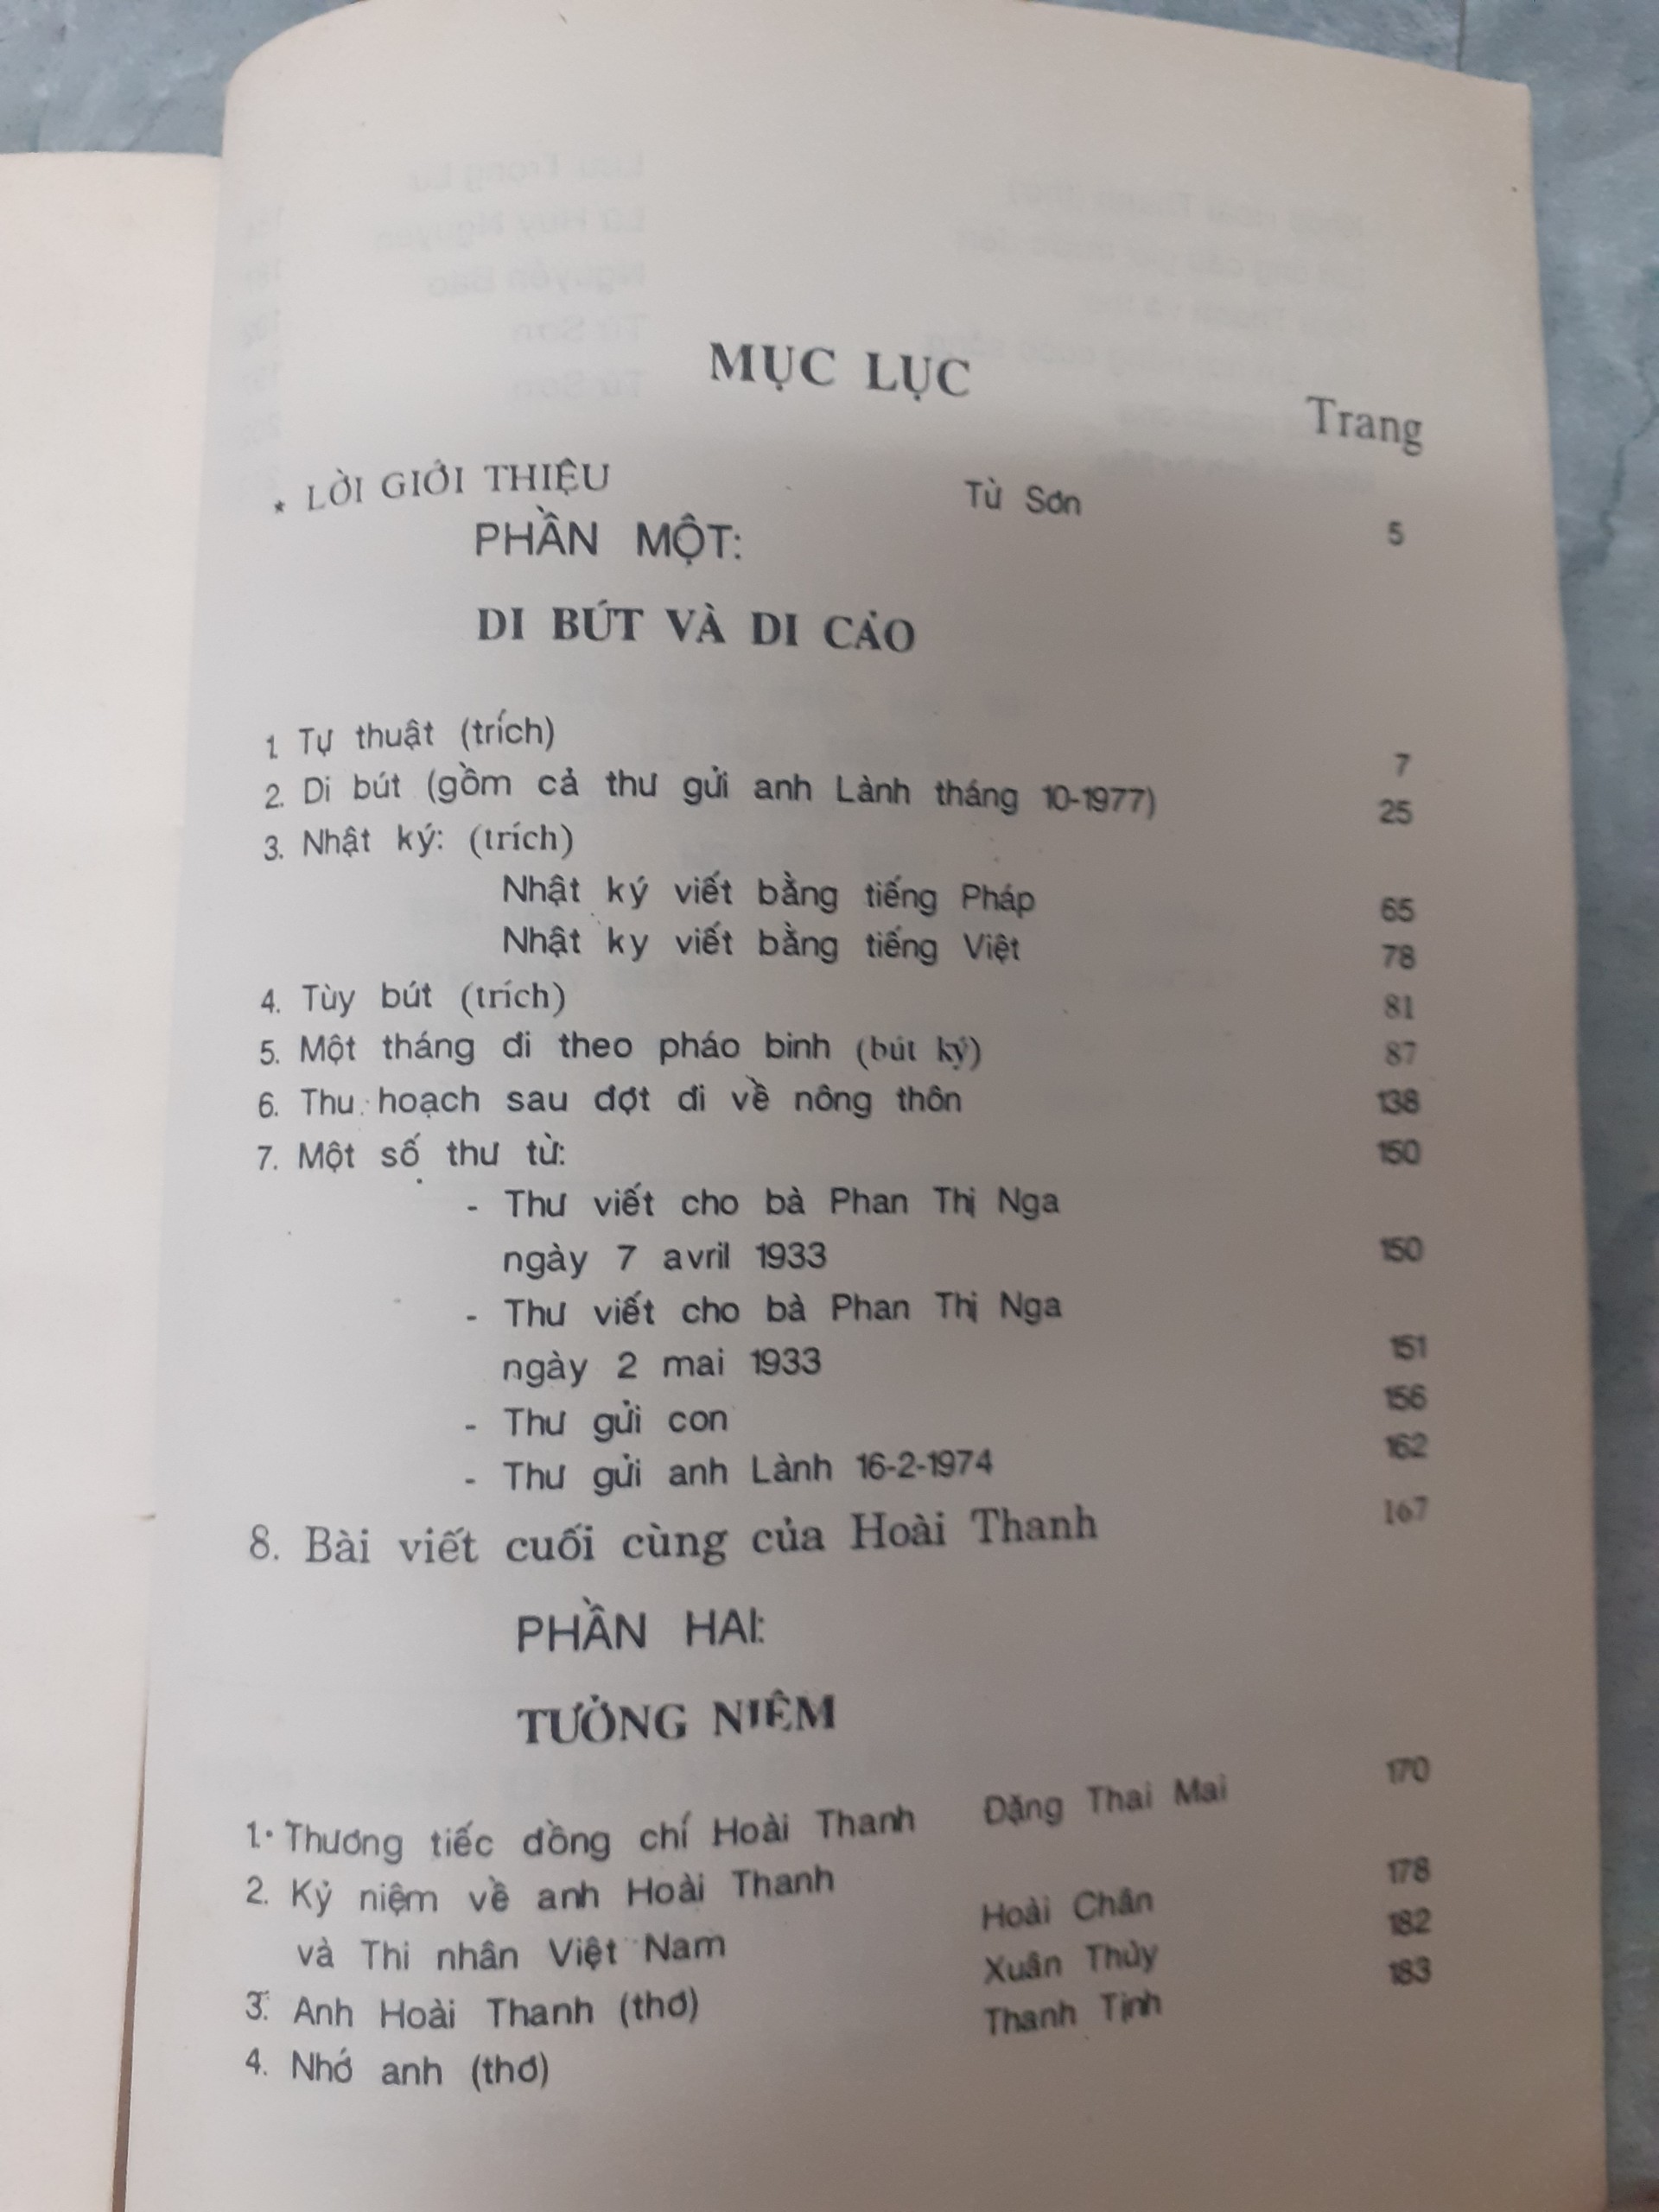 MỤC LỤC
Trang
* LỜI GIỚI THIỆU Từ Sơn 5
PHẦN MỘT:
DI BÚT VÀ DI CẢO
1. Tự thuật (trích) 7
2. Di bút (gồm cả thư gửi anh Lành tháng 10-1977) 25
3. Nhật ký: (trích)
Nhật ký viết bằng tiếng Pháp 65
Nhật ky viết bằng tiếng Việt 78
4. Tùy bút (trích) 81
5. Một tháng đi theo pháo binh (bút ký) 87
6. Thu hoạch sau đợt đi về nông thôn 138
7. Một số thư từ: 150
- Thư viết cho bà Phan Thị Nga
ngày 7 avril 1933 150
- Thư viết cho bà Phan Thị Nga
ngày 2 mai 1933 151
- Thư gửi con 156
- Thư gửi anh Lành 16-2-1974 162
8. Bài viết cuối cùng của Hoài Thanh 167
PHẦN HAI:
TƯỞNG NIỆM
1. Thương tiếc đồng chí Hoài Thanh Đặng Thai Mai 170
2. Kỷ niệm về anh Hoài Thanh
và Thi nhân Việt Nam Hoài Chân 178
3. Anh Hoài Thanh (thơ) Xuân Thủy 182
4. Nhớ anh (thơ) Thanh Tịnh 183